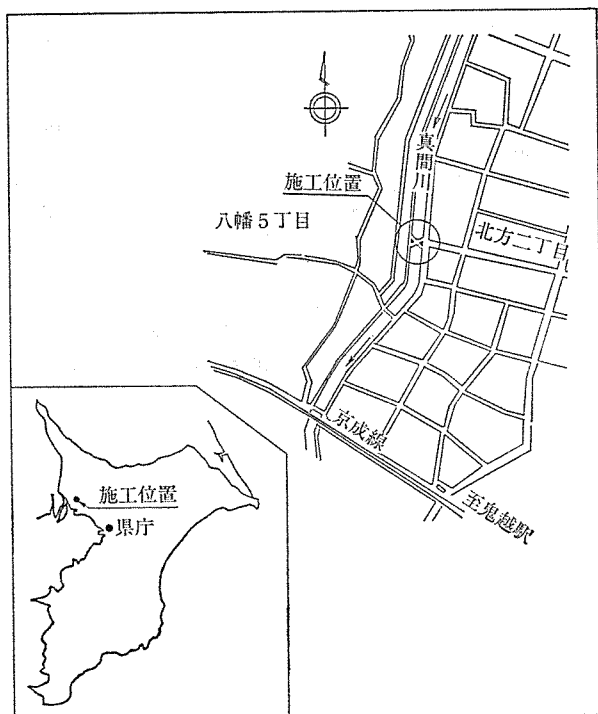 真間川
施工位置
八幡5丁目
北方二丁目
京成線
至鬼越駅
施工位置
県庁